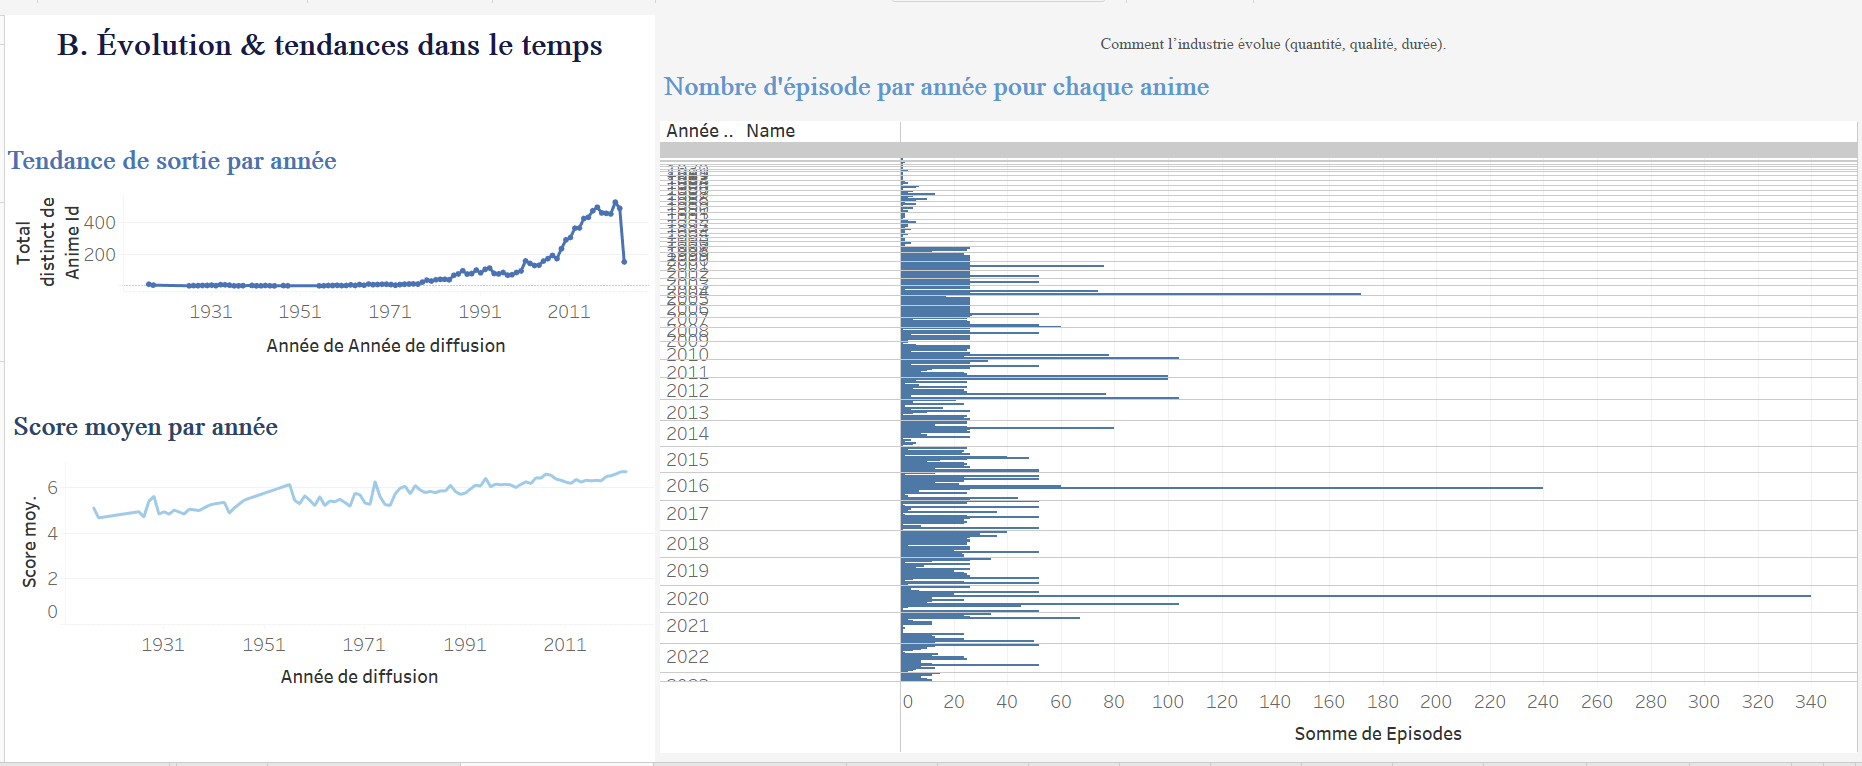 B. Évolution & tendances dans le temps
Comment l’industrie évolue (quantité, qualité, durée).
Tendance de sortie par année
Total
distinct de
Anime Id
400
200
1931
1951
1971
1991
2011
Année de Année de diffusion
Score moyen par année
Score moy.
6
4
2
0
1931
1951
1971
1991
2011
Année de diffusion
Nombre d'épisode par année pour chaque anime
Année .. Name
2001
2002
2003
2004
2005
2006
2007
2008
2009
2010
2011
2012
2013
2014
2015
2016
2017
2018
2019
2020
2021
2022
0 20 40 60 80 100 120 140 160 180 200 220 240 260 280 300 320 340
Somme de Episodes